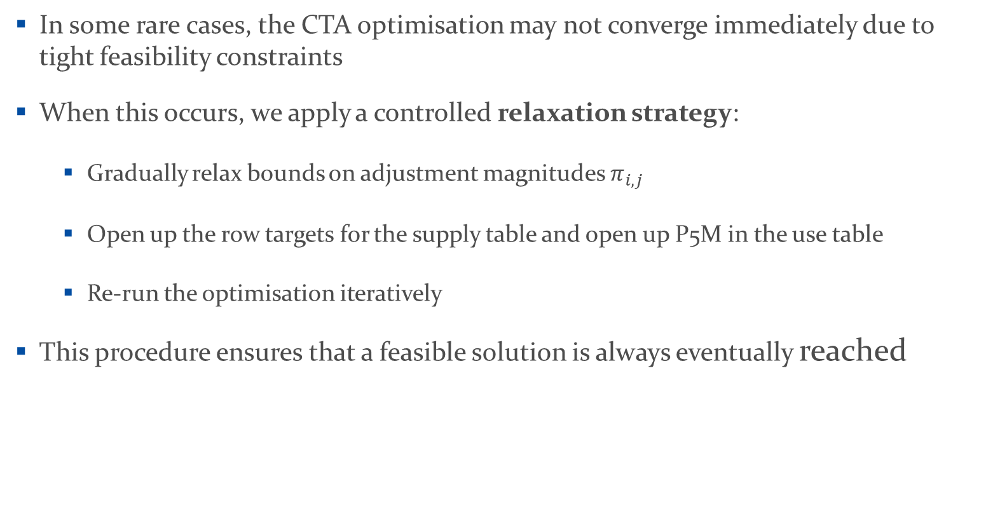 ▪ In some rare cases, the CTA optimisation may not converge immediately due to
tight feasibility constraints
▪ When this occurs, we apply a controlled relaxation strategy:
▪ Gradually relax bounds on adjustment magnitudes π_{i,j}
▪ Open up the row targets for the supply table and open up P5M in the use table
▪ Re-run the optimisation iteratively
▪ This procedure ensures that a feasible solution is always eventually reached